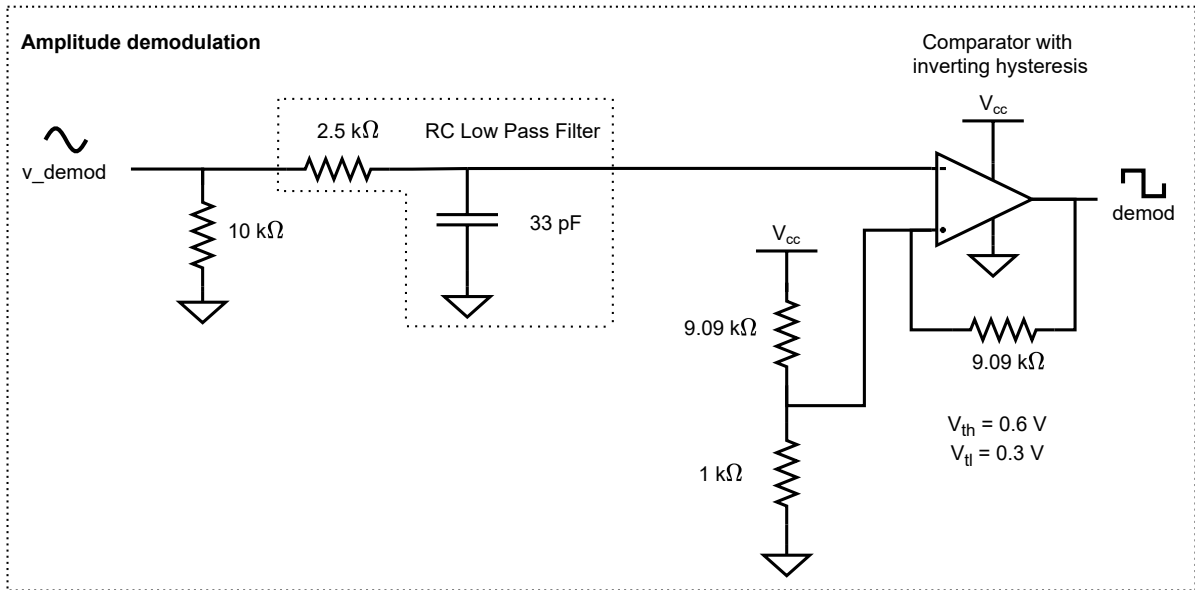 Amplitude demodulation
Comparator with
inverting hysteresis
V_cc
2.5 kΩ
RC Low Pass Filter
v_demod
-
demod
10 kΩ
33 pF
V_cc
9.09 kΩ
9.09 kΩ
V_th = 0.6 V
V_tl = 0.3 V
1 kΩ